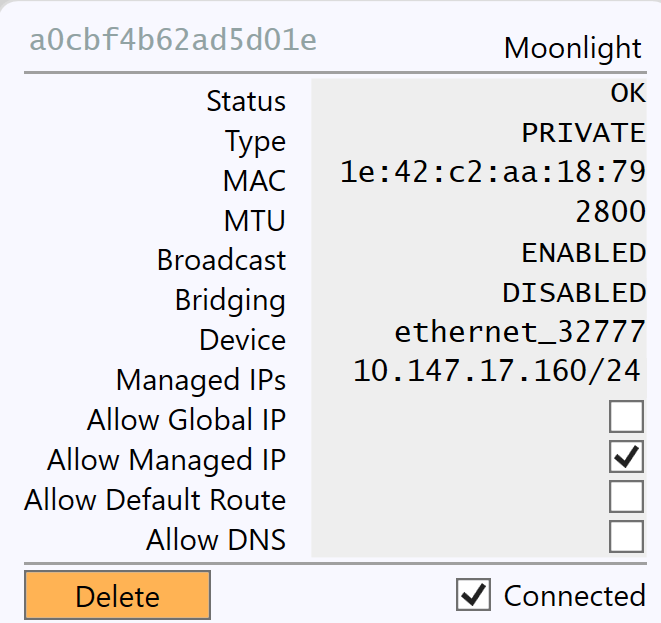 a0cbf4b62ad5d01e Moonlight
Status OK
Type PRIVATE
MAC 1e:42:c2:aa:18:79
MTU 2800
Broadcast ENABLED
Bridging DISABLED
Device ethernet_32777
Managed IPs 10.147.17.160/24
Allow Global IP
Allow Managed IP
Allow Default Route
Allow DNS
Delete Connected